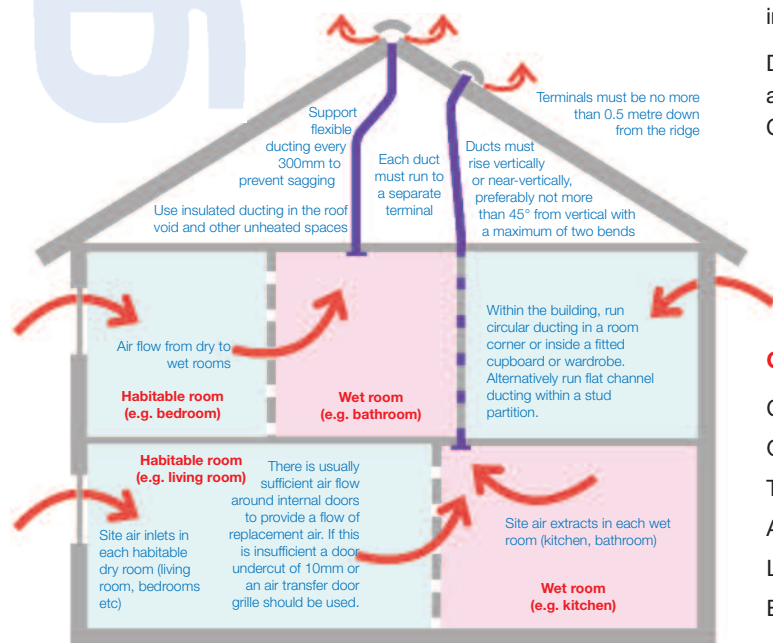 Support
flexible
ducting every
300mm to
prevent sagging
Use insulated ducting in the roof
void and other unheated spaces
Each duct
must run to
a separate
terminal
Ducts must
rise vertically
or near-vertically,
preferably not more
than 45° from vertical with
a maximum of two bends
Terminals must be no more
than 0.5 metre down
from the ridge
Air flow from dry to
wet rooms
Habitable room
(e.g. bedroom)
Wet room
(e.g. bathroom)
Within the building, run
circular ducting in a room
corner or inside a fitted
cupboard or wardrobe.
Alternatively run flat channel
ducting within a stud
partition.
Habitable room
(e.g. living room)
Site air inlets in
each habitable
dry room (living
room, bedrooms
etc)
There is usually
sufficient air flow
around internal doors
to provide a flow of
replacement air. If this
is insufficient a door
undercut of 10mm or
an air transfer door
grille should be used.
Site air extracts in each wet
room (kitchen, bathroom)
Wet room
(e.g. kitchen)